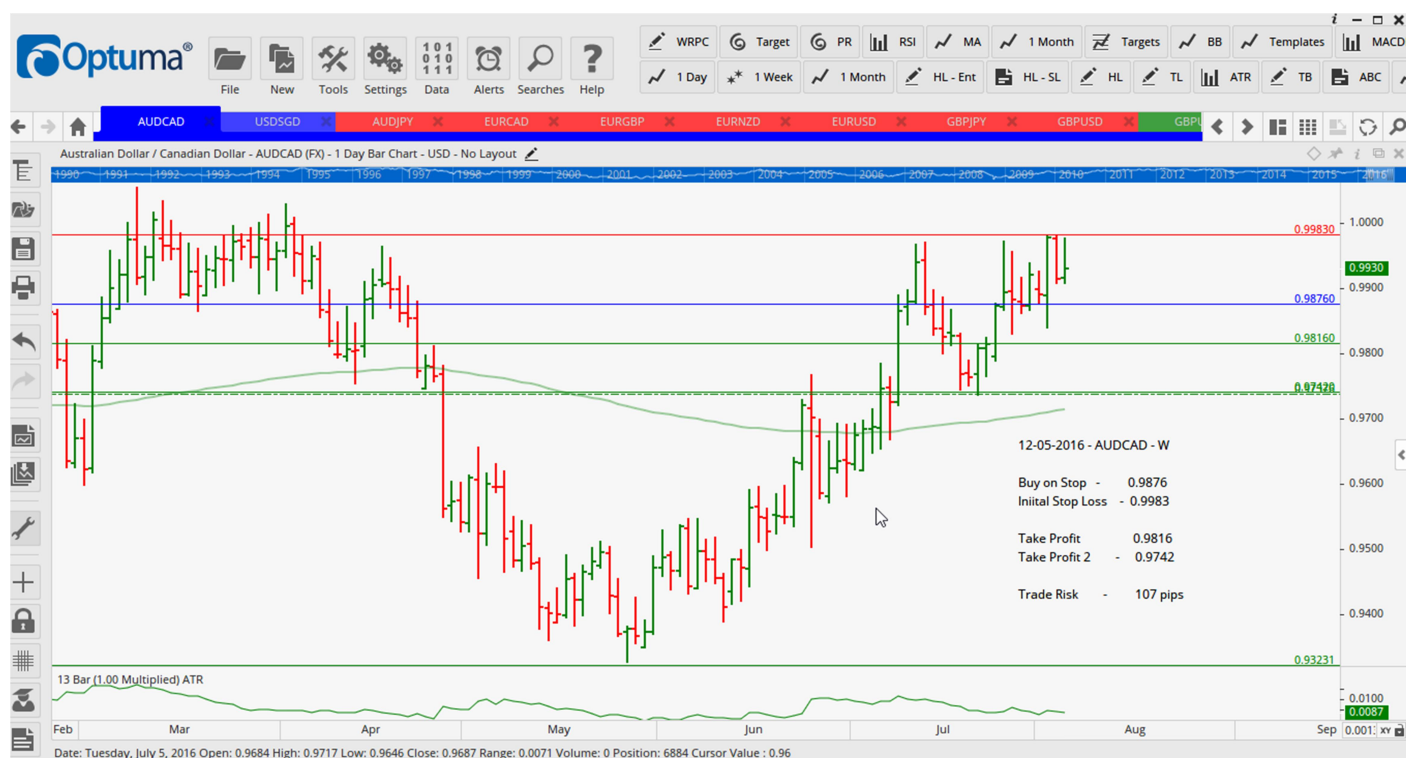 i
Optuma®
File New Tools Settings Data Alerts Searches Help
101
010
111
WRPC Target PR RSI MA 1 Month Targets BB Templates MACD
1 Day 1 Week 1 Month HL - Ent HL - SL HL TL ATR TB ABC
AUDCAD USDSGD AUDJPY EURCAD EURGBP EURNZD EURUSD GBPJPY GBPUSD
Australian Dollar / Canadian Dollar - AUDCAD (FX) - 1 Day Bar Chart - USD - No Layout
1990 1991 1992 1993 1994 1995 1996 1997 1998 1999 2000 2001 2002 2003 2004 2005 2006 2007 2008 2009 2010 2011 2012 2013 2014 2015 2016
1.0000
0.99830
0.9930
0.9900
0.98760
0.98160
0.9800
0.9700
12-05-2016 - AUDCAD - W
Buy on Stop - 0.9876
Iniital Stop Loss - 0.9983
Take Profit 0.9816
Take Profit 2 - 0.9742
Trade Risk - 107 pips
0.9600
0.9500
0.9400
0.93231
13 Bar (1.00 Multiplied) ATR
0.0100
0.0087
Feb Mar Apr May Jun Jul Aug Sep XY
Date: Tuesday, July 5, 2016 Open: 0.9684 High: 0.9717 Low: 0.9646 Close: 0.9687 Range: 0.0071 Volume: 0 Position: 6884 Cursor Value : 0.96